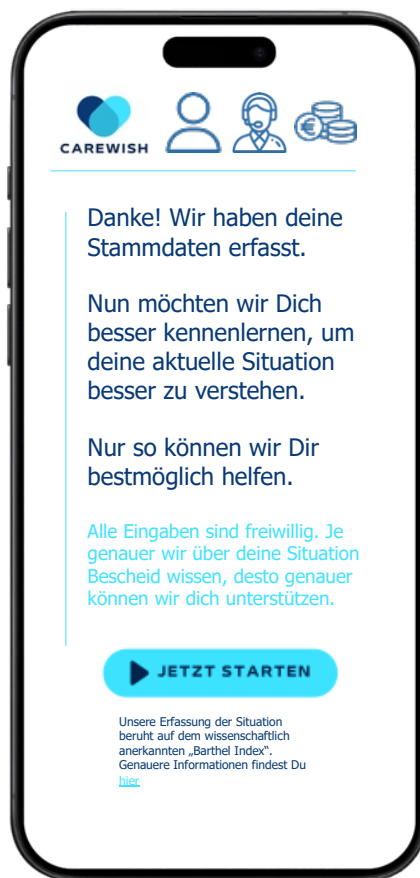 CAREWISH
Danke! Wir haben deine
Stammdaten erfasst.
Nun möchten wir Dich
besser kennenlernen, um
deine aktuelle Situation
besser zu verstehen.
Nur so können wir Dir
bestmöglich helfen.
Alle Eingaben sind freiwillig. Je
genauer wir über deine Situation
Bescheid wissen, desto genauer
können wir dich unterstützen.
JETZT STARTEN
Unsere Erfassung der Situation
beruht auf dem wissenschaftlich
anerkannten „Barthel Index“.
Genauere Informationen findest Du
hier